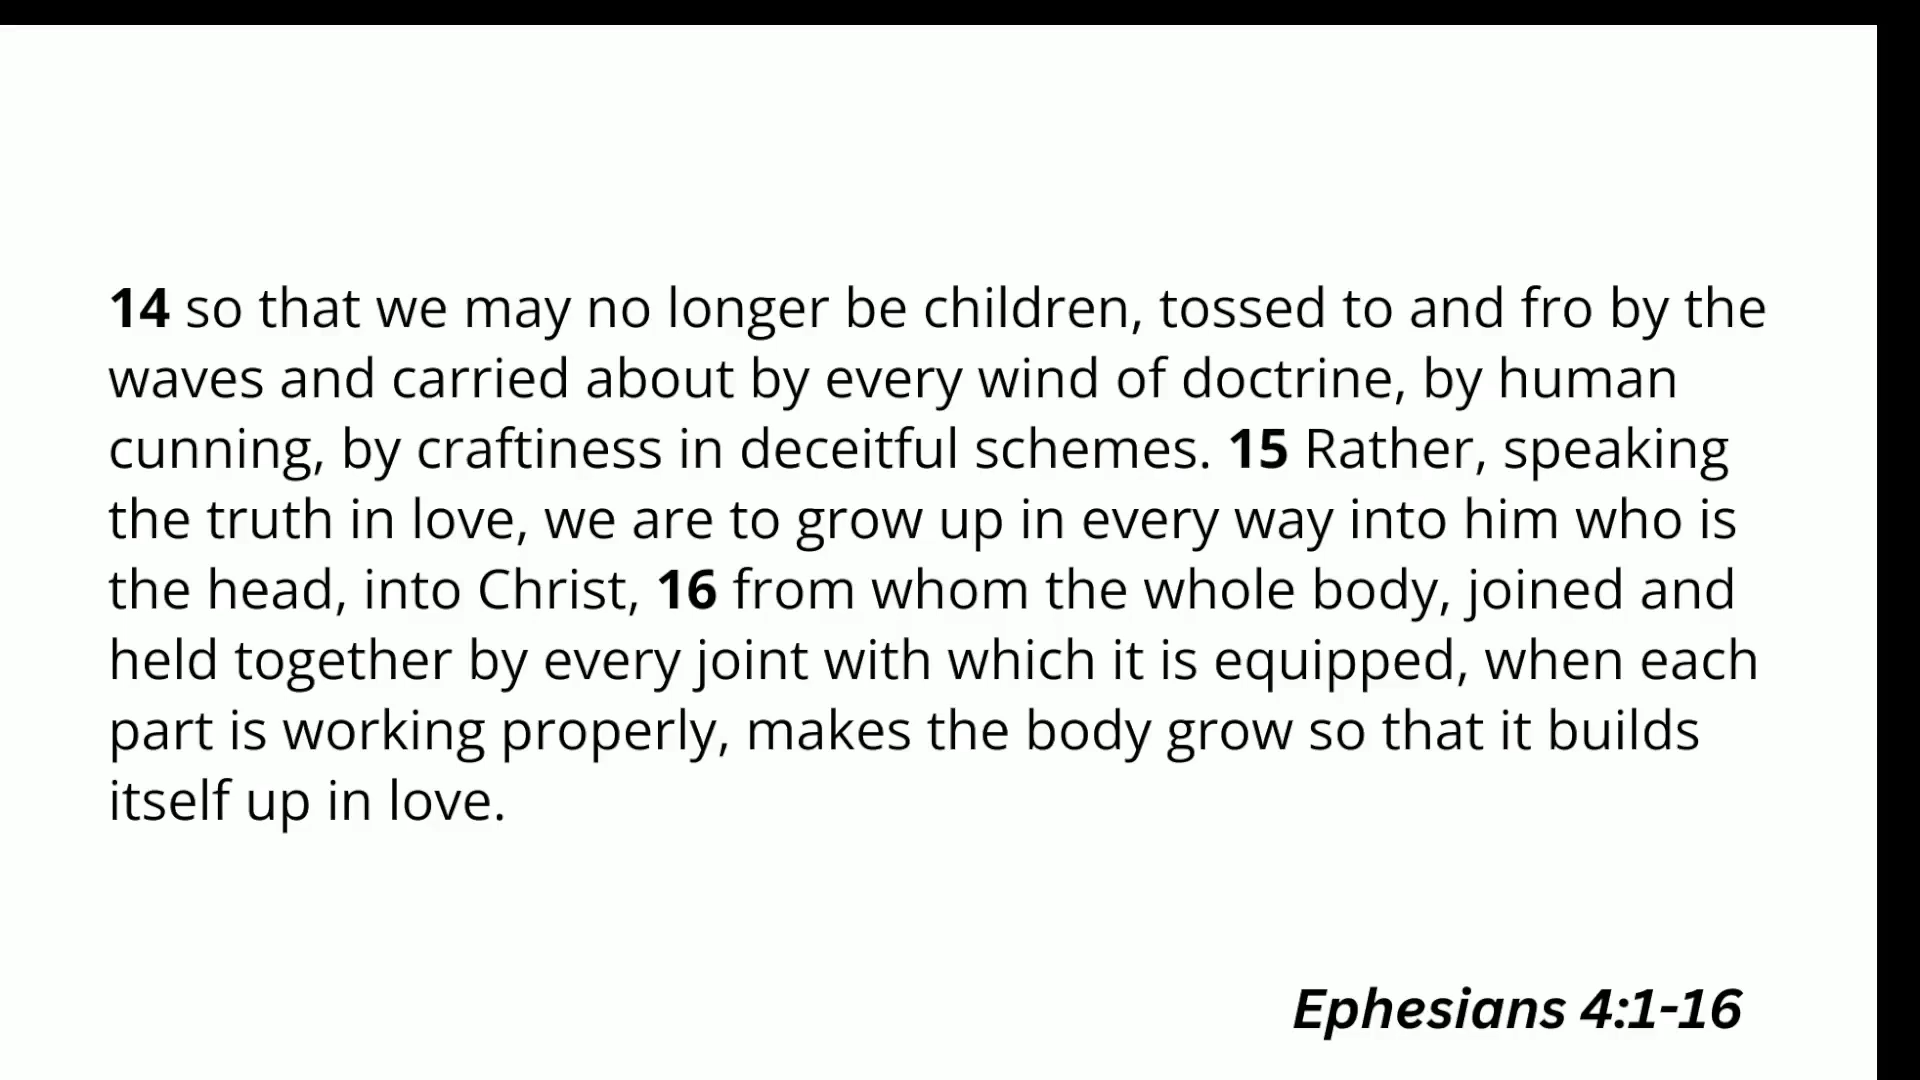 14 so that we may no longer be children, tossed to and fro by the
waves and carried about by every wind of doctrine, by human
cunning, by craftiness in deceitful schemes. 15 Rather, speaking
the truth in love, we are to grow up in every way into him who is
the head, into Christ, 16 from whom the whole body, joined and
held together by every joint with which it is equipped, when each
part is working properly, makes the body grow so that it builds
itself up in love.
Ephesians 4:1-16